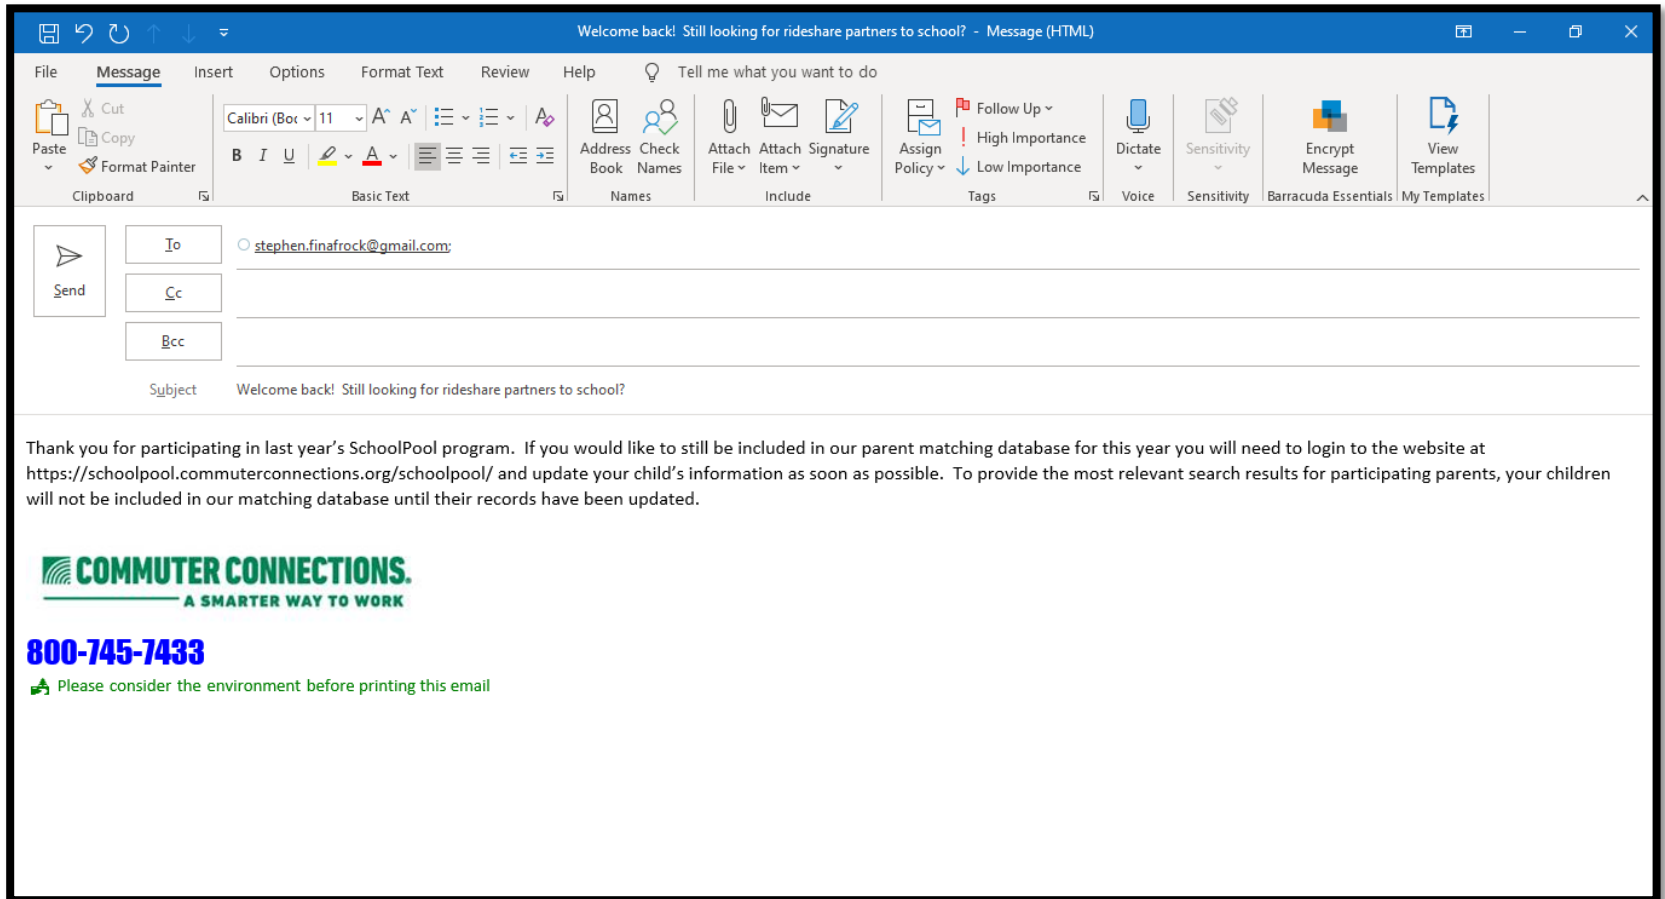 Welcome back!  Still looking for rideshare partners to school?  -  Message (HTML)
File Message Insert Options Format Text Review Help Tell me what you want to do
Paste
Cut
Copy
Format Painter
Clipboard
Calibri (Boc 11
B I U
Basic Text
Address Book
Check Names
Names
Attach File
Attach Item
Signature
Include
Assign Policy
Follow Up
High Importance
Low Importance
Tags
Dictate
Voice
Sensitivity
Sensitivity
Encrypt Message
Barracuda Essentials
View Templates
My Templates
Send
To
stephen.finafrock@gmail.com;
Cc
Bcc
Subject Welcome back!  Still looking for rideshare partners to school?
Thank you for participating in last year's SchoolPool program.  If you would like to still be included in our parent matching database for this year you will need to login to the website at
https://schoolpool.commuterconnections.org/schoolpool/ and update your child's information as soon as possible.  To provide the most relevant search results for participating parents, your children
will not be included in our matching database until their records have been updated.
COMMUTER CONNECTIONS.
A SMARTER WAY TO WORK
800-745-7433
Please consider the environment before printing this email